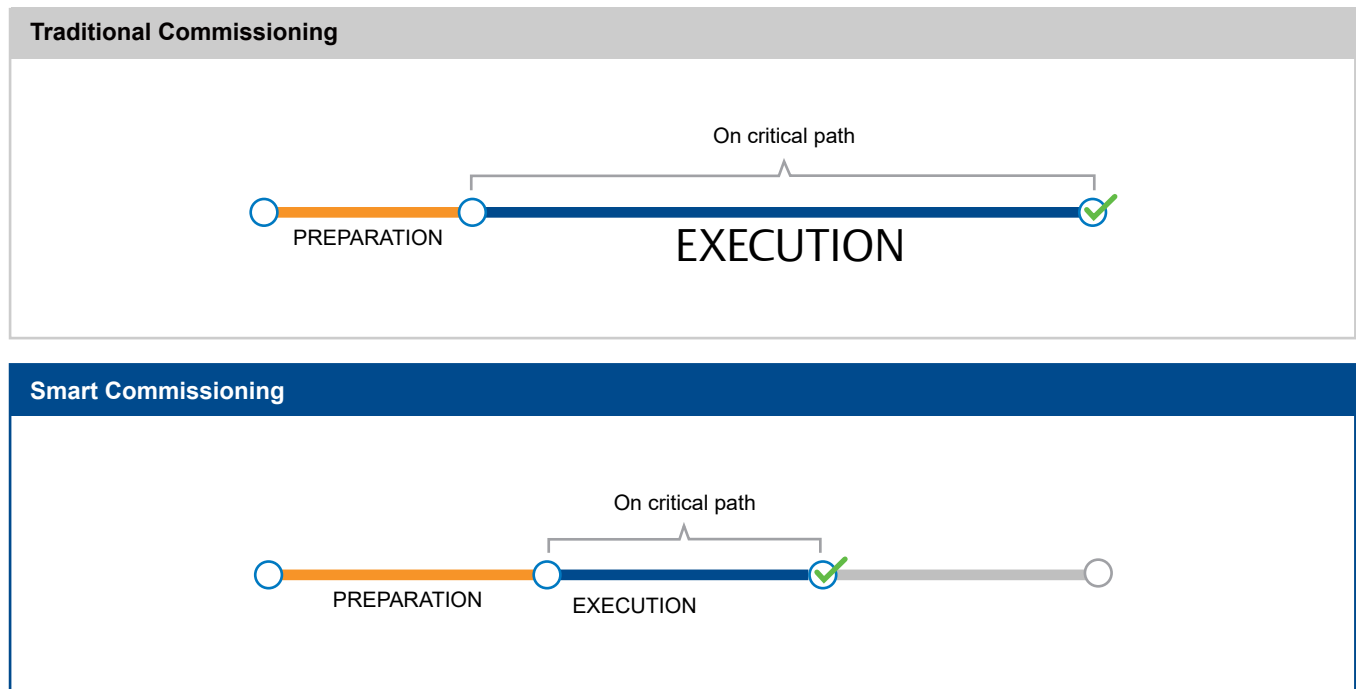 Traditional Commissioning
On critical path
PREPARATION
EXECUTION
Smart Commissioning
On critical path
PREPARATION
EXECUTION